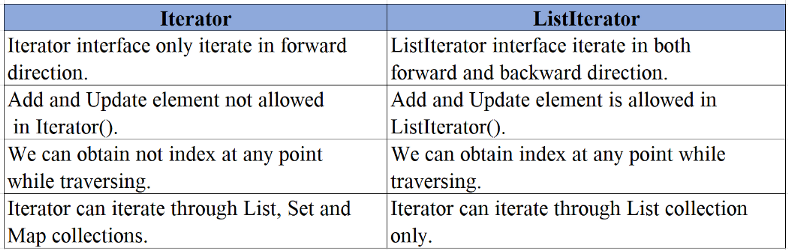 Iterator
ListIterator
Iterator interface only iterate in forward
direction.
ListIterator interface iterate in both
forward and backward direction.
Add and Update element not allowed
in Iterator().
Add and Update element is allowed in
ListIterator().
We can obtain not index at any point
while traversing.
We can obtain index at any point while
traversing.
Iterator can iterate through List, Set and
Map collections.
Iterator can iterate through List collection
only.